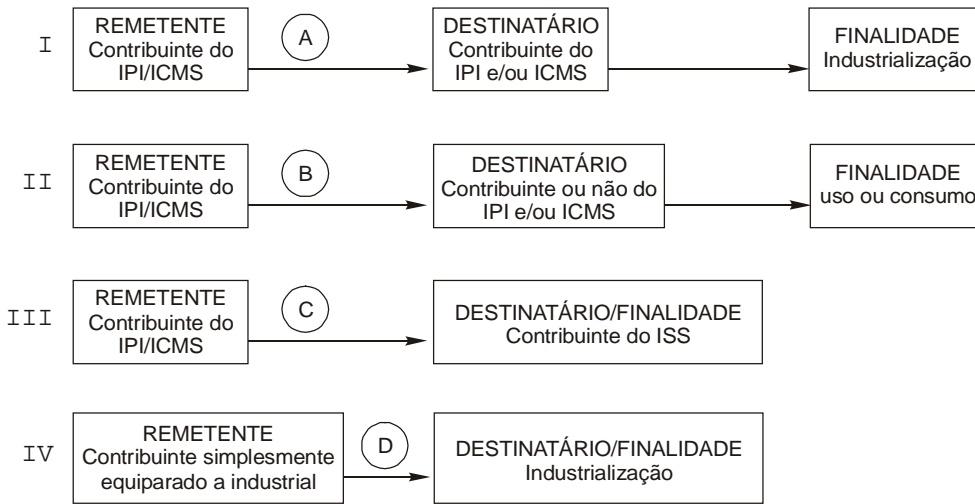 I
REMETENTE
Contribuinte do
IPI/ICMS
A
DESTINATÁRIO
Contribuinte do
IPI e/ou ICMS
FINALIDADE
Industrialização
II
REMETENTE
Contribuinte do
IPI/ICMS
B
DESTINATÁRIO
Contribuinte ou não do
IPI e/ou ICMS
FINALIDADE
uso ou consumo
III
REMETENTE
Contribuinte do
IPI/ICMS
C
DESTINATÁRIO/FINALIDADE
Contribuinte do ISS
IV
REMETENTE
Contribuinte simplesmente
equiparado a industrial
D
DESTINATÁRIO/FINALIDADE
Industrialização